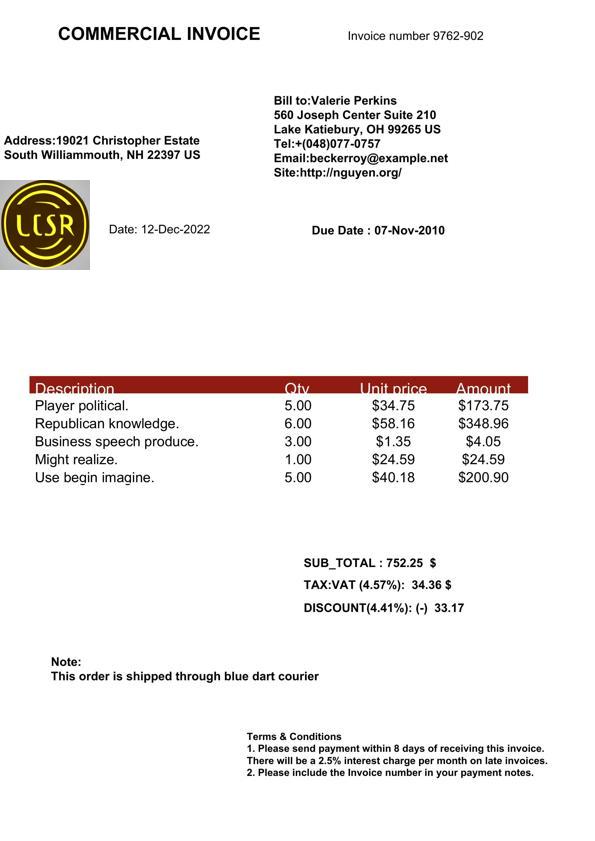 COMMERCIAL INVOICE
Invoice number 9762-902
Bill to:Valerie Perkins
560 Joseph Center Suite 210
Lake Katiebury, OH 99265 US
Tel:+(048)077-0757
Email:beckerroy@example.net
Site:http://nguyen.org/
Address:19021 Christopher Estate
South Williammouth, NH 22397 US
LCSR
Date: 12-Dec-2022
Due Date : 07-Nov-2010
Description Qty Unit price Amount
Player political. 5.00 $34.75 $173.75
Republican knowledge. 6.00 $58.16 $348.96
Business speech produce. 3.00 $1.35 $4.05
Might realize. 1.00 $24.59 $24.59
Use begin imagine. 5.00 $40.18 $200.90
SUB_TOTAL : 752.25 $
TAX:VAT (4.57%): 34.36 $
DISCOUNT(4.41%): (-) 33.17
Note:
This order is shipped through blue dart courier
Terms & Conditions
1. Please send payment within 8 days of receiving this invoice.
There will be a 2.5% interest charge per month on late invoices.
2. Please include the Invoice number in your payment notes.